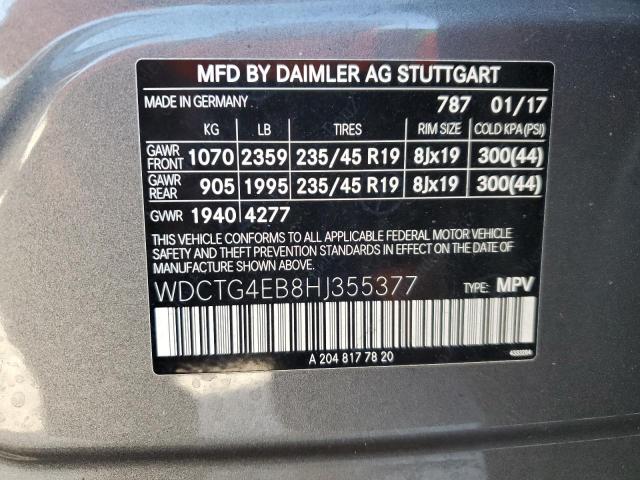 MFD BY DAIMLER AG STUTTGART
MADE IN GERMANY 787 01/17
KG LB TIRES RIM SIZE COLD KPA(PSI)
GAWR FRONT 1070 2359 235/45 R19 8Jx19 300(44)
GAWR REAR 905 1995 235/45 R19 8Jx19 300(44)
GVWR 1940 4277
THIS VEHICLE CONFORMS TO ALL APPLICABLE FEDERAL MOTOR VEHICLE
SAFETY AND THEFT PREVENTION STANDARDS IN EFFECT ON THE DATE
OF MANUFACTURE SHOWN ABOVE.
WDCTG4EB8HJ355377 TYPE: MPV
A 204 817 78 20